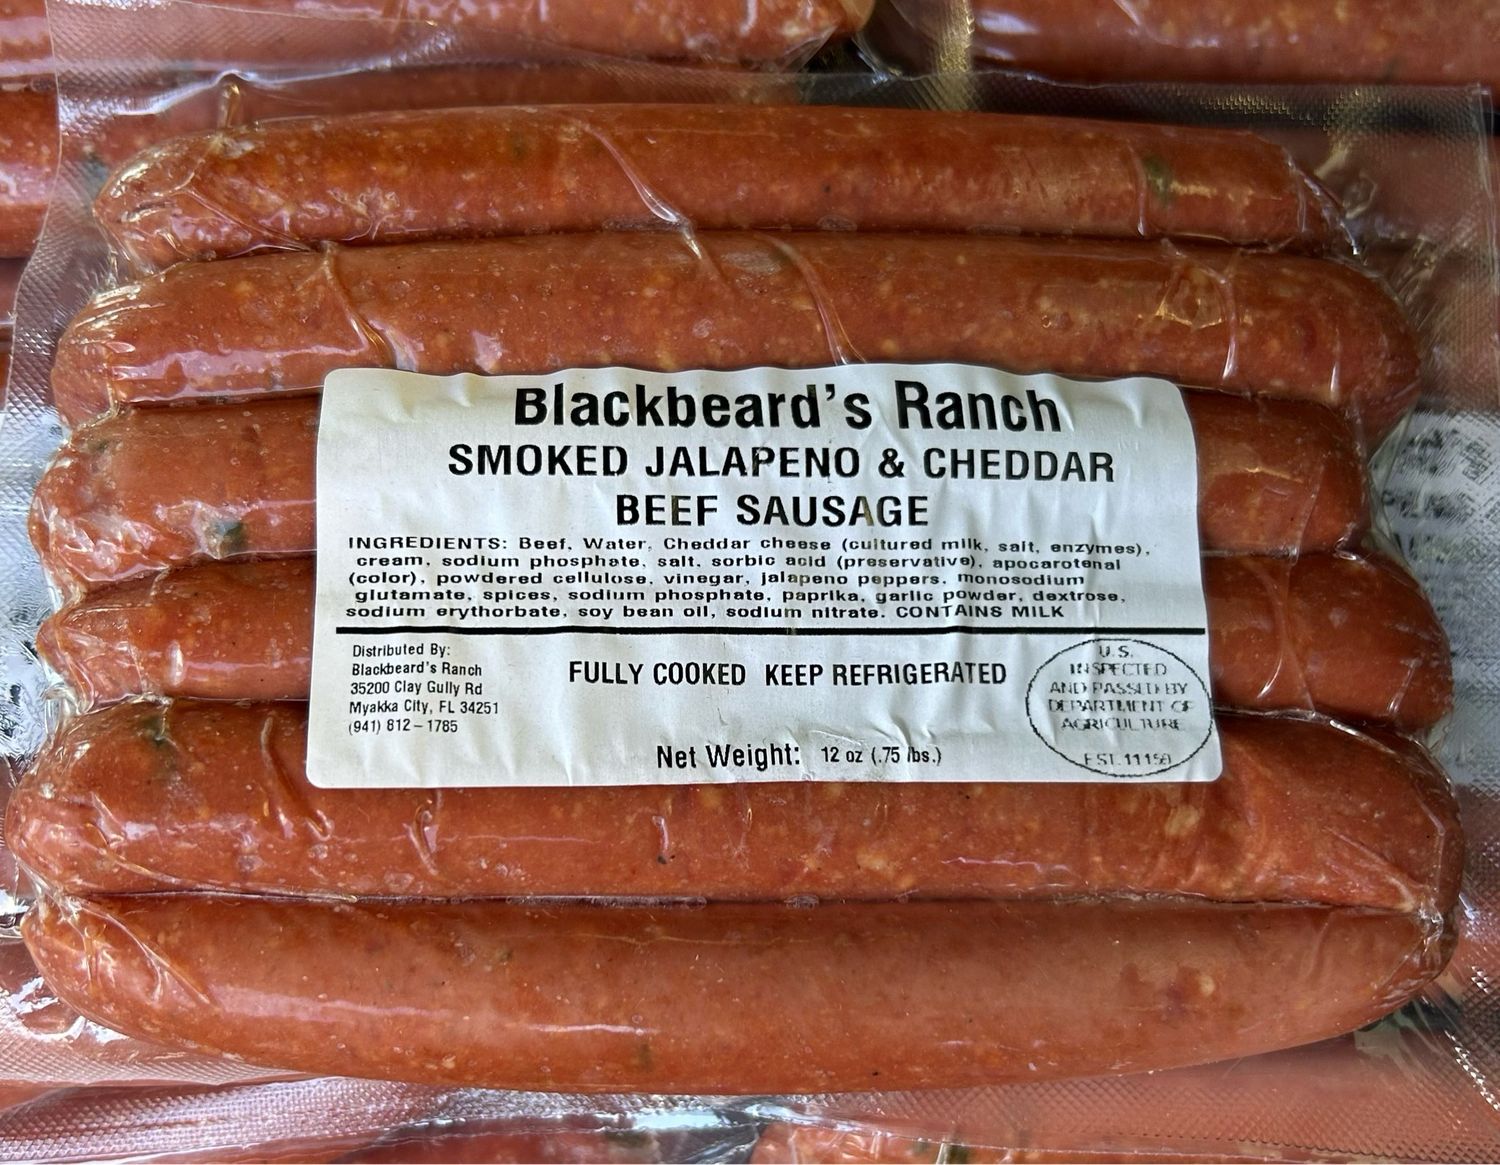 Blackbeard's Ranch
SMOKED JALAPENO & CHEDDAR
BEEF SAUSAGE
INGREDIENTS: Beef, Water, Cheddar cheese (cultured milk, salt, enzymes),
cream, sodium phosphate, salt, sorbic acid (preservative), apocarotenal
(color), powdered cellulose, vinegar, jalapeno peppers, monosodium
glutamate, spices, sodium phosphate, paprika, garlic powder, dextrose,
sodium erythorbate, soy bean oil, sodium nitrate. CONTAINS MILK
Distributed By:
Blackbeard's Ranch
35200 Clay Gully Rd
Myakka City, FL 34251
(941) 812-1785
FULLY COOKED KEEP REFRIGERATED
Net Weight: 12 oz (.75 lbs.)
U.S.
INSPECTED
AND PASSED BY
DEPARTMENT OF
AGRICULTURE
EST.